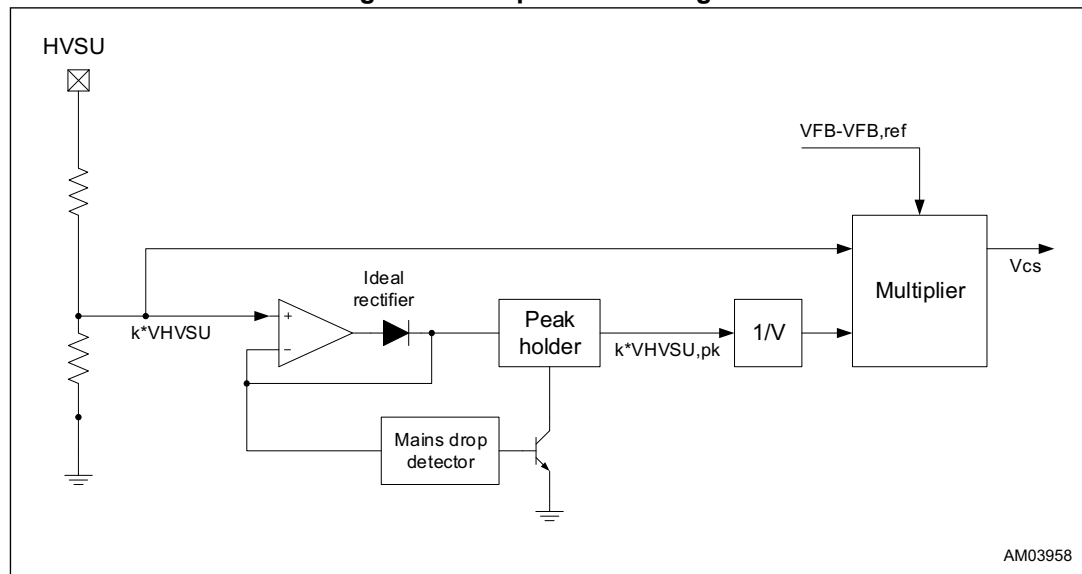 HVSU
VFB-VFB,ref
Ideal
rectifier
+
−
k*VHVSU
Peak
holder
k*VHVSU,pk
1/V
Multiplier
Vcs
Mains drop
detector
AM03958